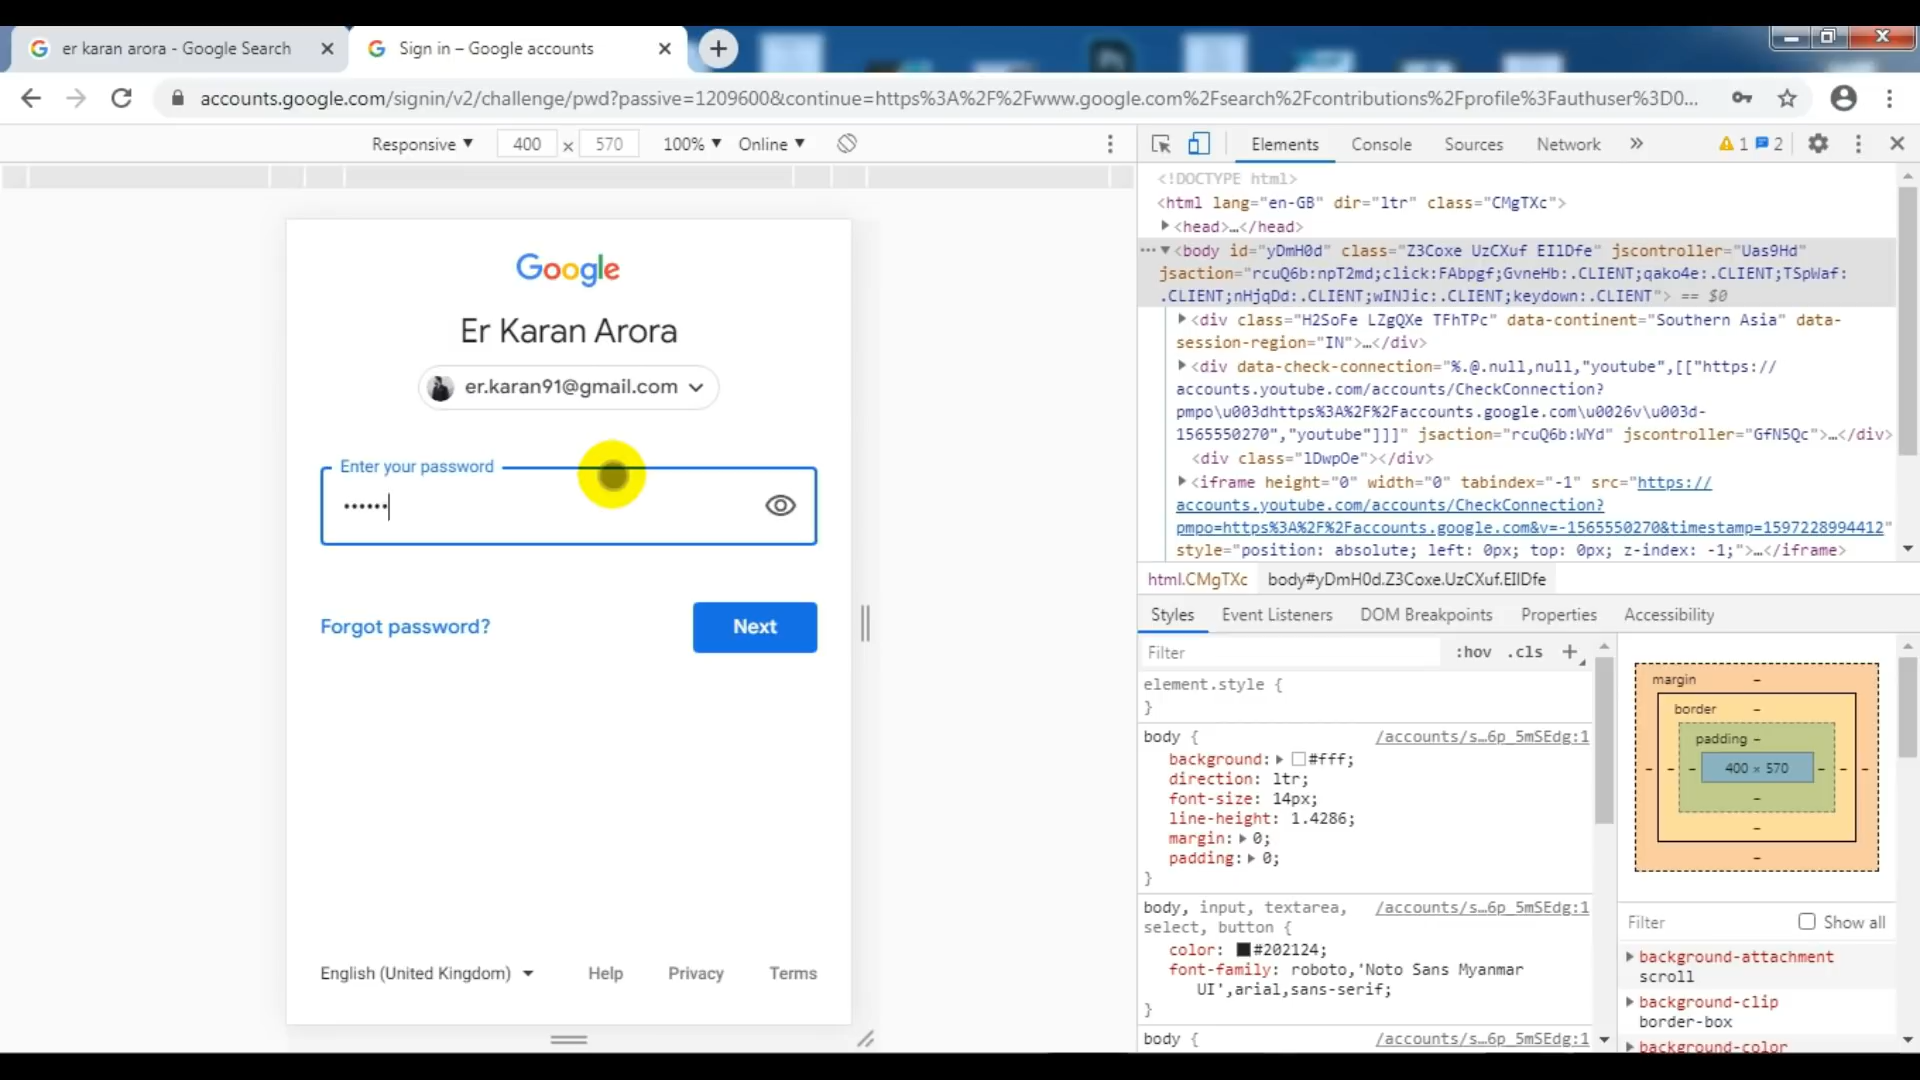 er karan arora - Google Search
Sign in – Google accounts
accounts.google.com/signin/v2/challenge/pwd?passive=1209600&continue=https%3A%2F%2Fwww.google.com%2Fsearch%2Fcontributions%2Fprofile%3Fauthuser%3D0...
Responsive 400 x 570 100% Online
Elements Console Sources Network » 1 2
Google
Er Karan Arora
er.karan91@gmail.com
Enter your password
••••••
Forgot password?
Next
English (United Kingdom) Help Privacy Terms
<!DOCTYPE html>
<html lang="en-GB" dir="ltr" class="CMgTXc">
<head>…</head>
<body id="yDmH0d" class="Z3Coxe UzCXuf EIlDfe" jscontroller="Uas9Hd"
jsaction="rcuQ6b:npT2md;click:FAbpgf;GvneHb:.CLIENT;qako4e:.CLIENT;TSpWaf:
.CLIENT;nHjqDd:.CLIENT;wINJic:.CLIENT;keydown:.CLIENT"> == $0
<div class="H2SoFe LZgQXe TFhTPc" data-continent="Southern Asia" data-
session-region="IN">…</div>
<div data-check-connection="%.@.null,null,"youtube",[["https://
accounts.youtube.com/accounts/CheckConnection?
pmpo\u003dhttps%3A%2F%2Faccounts.google.com\u0026v\u003d-
1565550270","youtube"]]]" jsaction="rcuQ6b:WYd" jscontroller="GfN5Qc">…</div>
<div class="lDwpOe"></div>
<iframe height="0" width="0" tabindex="-1" src="https://
accounts.youtube.com/accounts/CheckConnection?
pmpo=https%3A%2F%2Faccounts.google.com&v=-1565550270&timestamp=1597228994412"
style="position: absolute; left: 0px; top: 0px; z-index: -1;">…</iframe>
html.CMgTXc body#yDmH0d.Z3Coxe.UzCXuf.EIlDfe
Styles Event Listeners DOM Breakpoints Properties Accessibility
Filter :hov .cls +
element.style {
}
body { /accounts/s…6p_5mSEdg:1
background: #fff;
direction: ltr;
font-size: 14px;
line-height: 1.4286;
margin: 0;
padding: 0;
}
body, input, textarea, /accounts/s…6p_5mSEdg:1
select, button {
color: #202124;
font-family: roboto,'Noto Sans Myanmar
UI',arial,sans-serif;
}
body { /accounts/s…6p_5mSEdg:1
margin –
border –
padding –
– – – 400 × 570 – – –
–
–
–
Filter Show all
background-attachment
scroll
background-clip
border-box
background-color